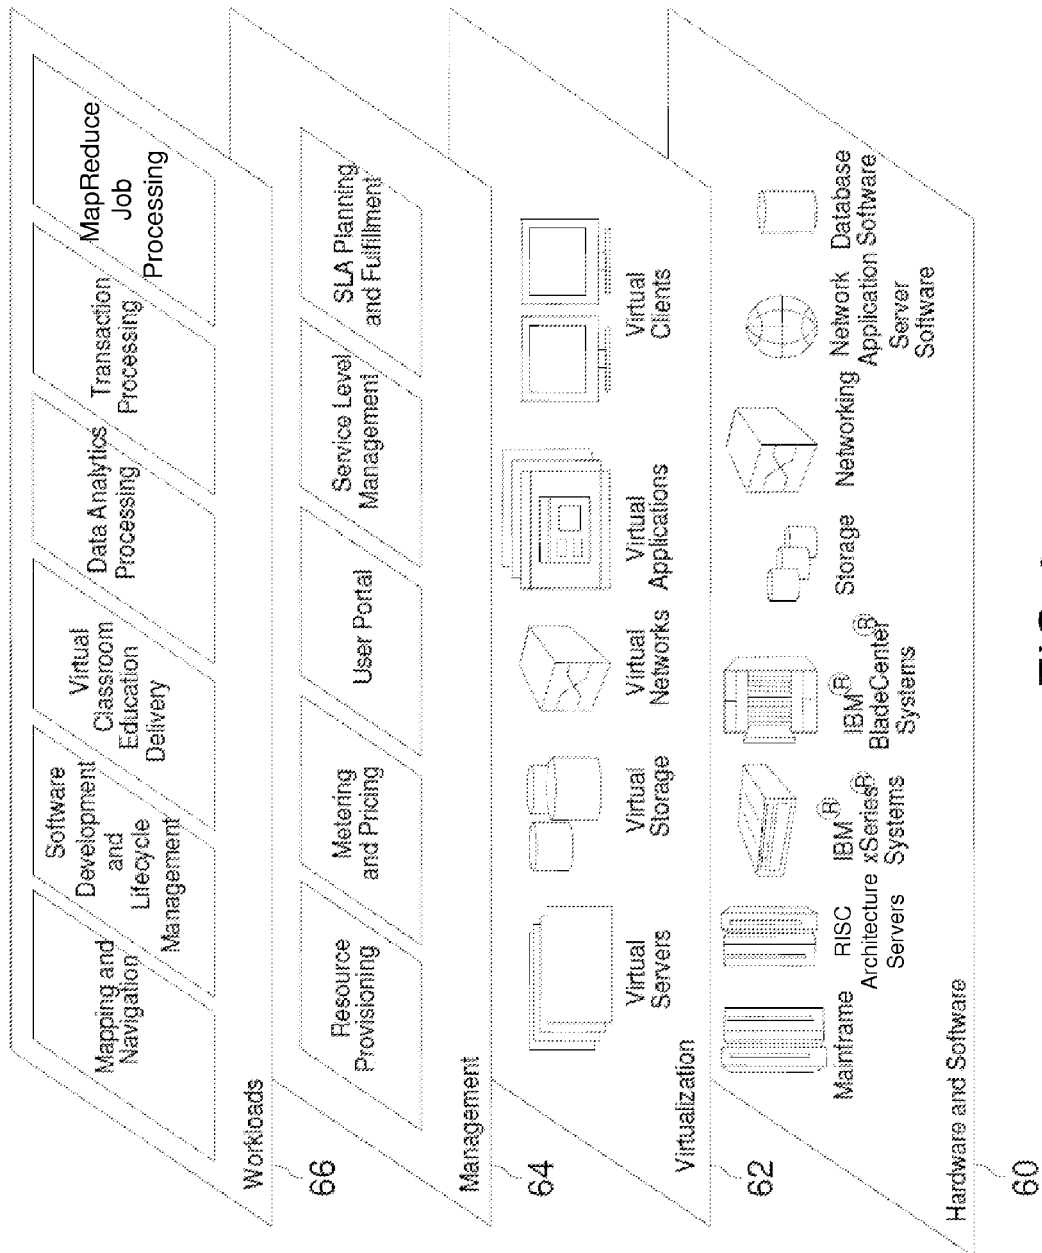 Mapping and
Navigation
Software
Development
and
Lifecycle
Management
Virtual
Classroom
Education
Delivery
Data Analytics
Processing
Transaction
Processing
MapReduce
Job
Processing
Workloads
66
Resource
Provisioning
Metering
and Pricing
User Portal
Service Level
Management
SLA Planning
and Fulfillment
Management
64
Virtual
Servers
Virtual
Storage
Virtual
Networks
Virtual
Applications
Virtual
Clients
Virtualization
62
Mainframe
RISC
Architecture
Servers
IBM®
xSeries®
Systems
IBM®
BladeCenter®
Systems
Storage
Networking
Network
Application
Server
Software
Database
Software
Hardware and Software
60